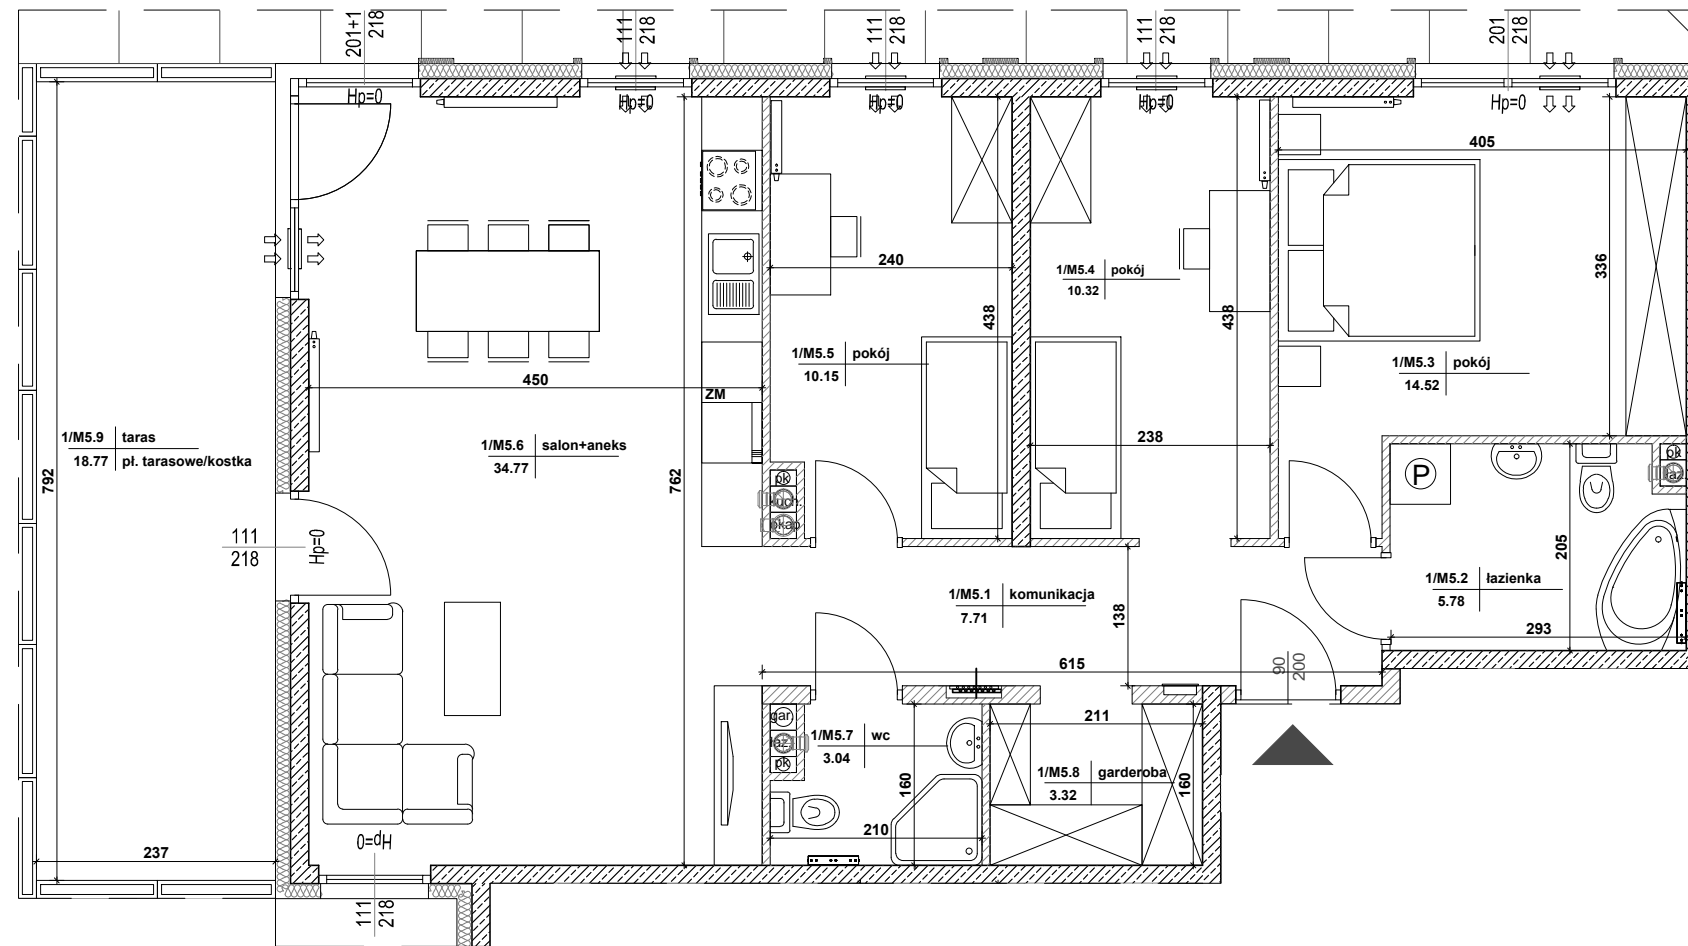 201+1
218
111
218
111
218
111
218
201
218
Hp=0
Hp=0
Hp=0
Hp=0
Hp=0
405
336
240
438
438
1/M5.4 pokój
10.32
1/M5.5 pokój
10.15
1/M5.3 pokój
14.52
450
ZM
1/M5.9 taras
18.77 pł. tarasowe/kostka
792
1/M5.6 salon+aneks
34.77
762
238
pk
kuch.
okap
P
pk
łaz.
111
218
Hp=0
205
1/M5.2 łazienka
5.78
293
1/M5.1 komunikacja
7.71
138
615
90
200
gar.
łaz.
pk
1/M5.7 wc
3.04
160
210
211
1/M5.8 garderoba
3.32
160
Hp=0
237
111
218